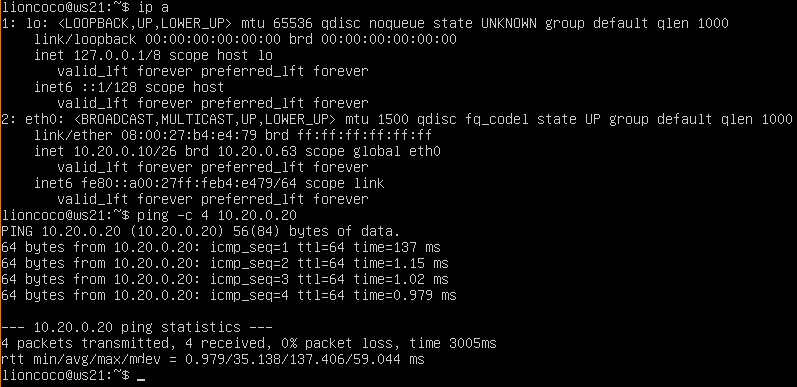 lioncoco@ws21:~$ ip a
1: lo: <LOOPBACK,UP,LOWER_UP> mtu 65536 qdisc noqueue state UNKNOWN group default qlen 1000
    link/loopback 00:00:00:00:00:00 brd 00:00:00:00:00:00
    inet 127.0.0.1/8 scope host lo
       valid_lft forever preferred_lft forever
    inet6 ::1/128 scope host
       valid_lft forever preferred_lft forever
2: eth0: <BROADCAST,MULTICAST,UP,LOWER_UP> mtu 1500 qdisc fq_codel state UP group default qlen 1000
    link/ether 08:00:27:b4:e4:79 brd ff:ff:ff:ff:ff:ff
    inet 10.20.0.10/26 brd 10.20.0.63 scope global eth0
       valid_lft forever preferred_lft forever
    inet6 fe80::a00:27ff:feb4:e479/64 scope link
       valid_lft forever preferred_lft forever
lioncoco@ws21:~$ ping -c 4 10.20.0.20
PING 10.20.0.20 (10.20.0.20) 56(84) bytes of data.
64 bytes from 10.20.0.20: icmp_seq=1 ttl=64 time=137 ms
64 bytes from 10.20.0.20: icmp_seq=2 ttl=64 time=1.15 ms
64 bytes from 10.20.0.20: icmp_seq=3 ttl=64 time=1.02 ms
64 bytes from 10.20.0.20: icmp_seq=4 ttl=64 time=0.979 ms

--- 10.20.0.20 ping statistics ---
4 packets transmitted, 4 received, 0% packet loss, time 3005ms
rtt min/avg/max/mdev = 0.979/35.138/137.406/59.044 ms
lioncoco@ws21:~$ _